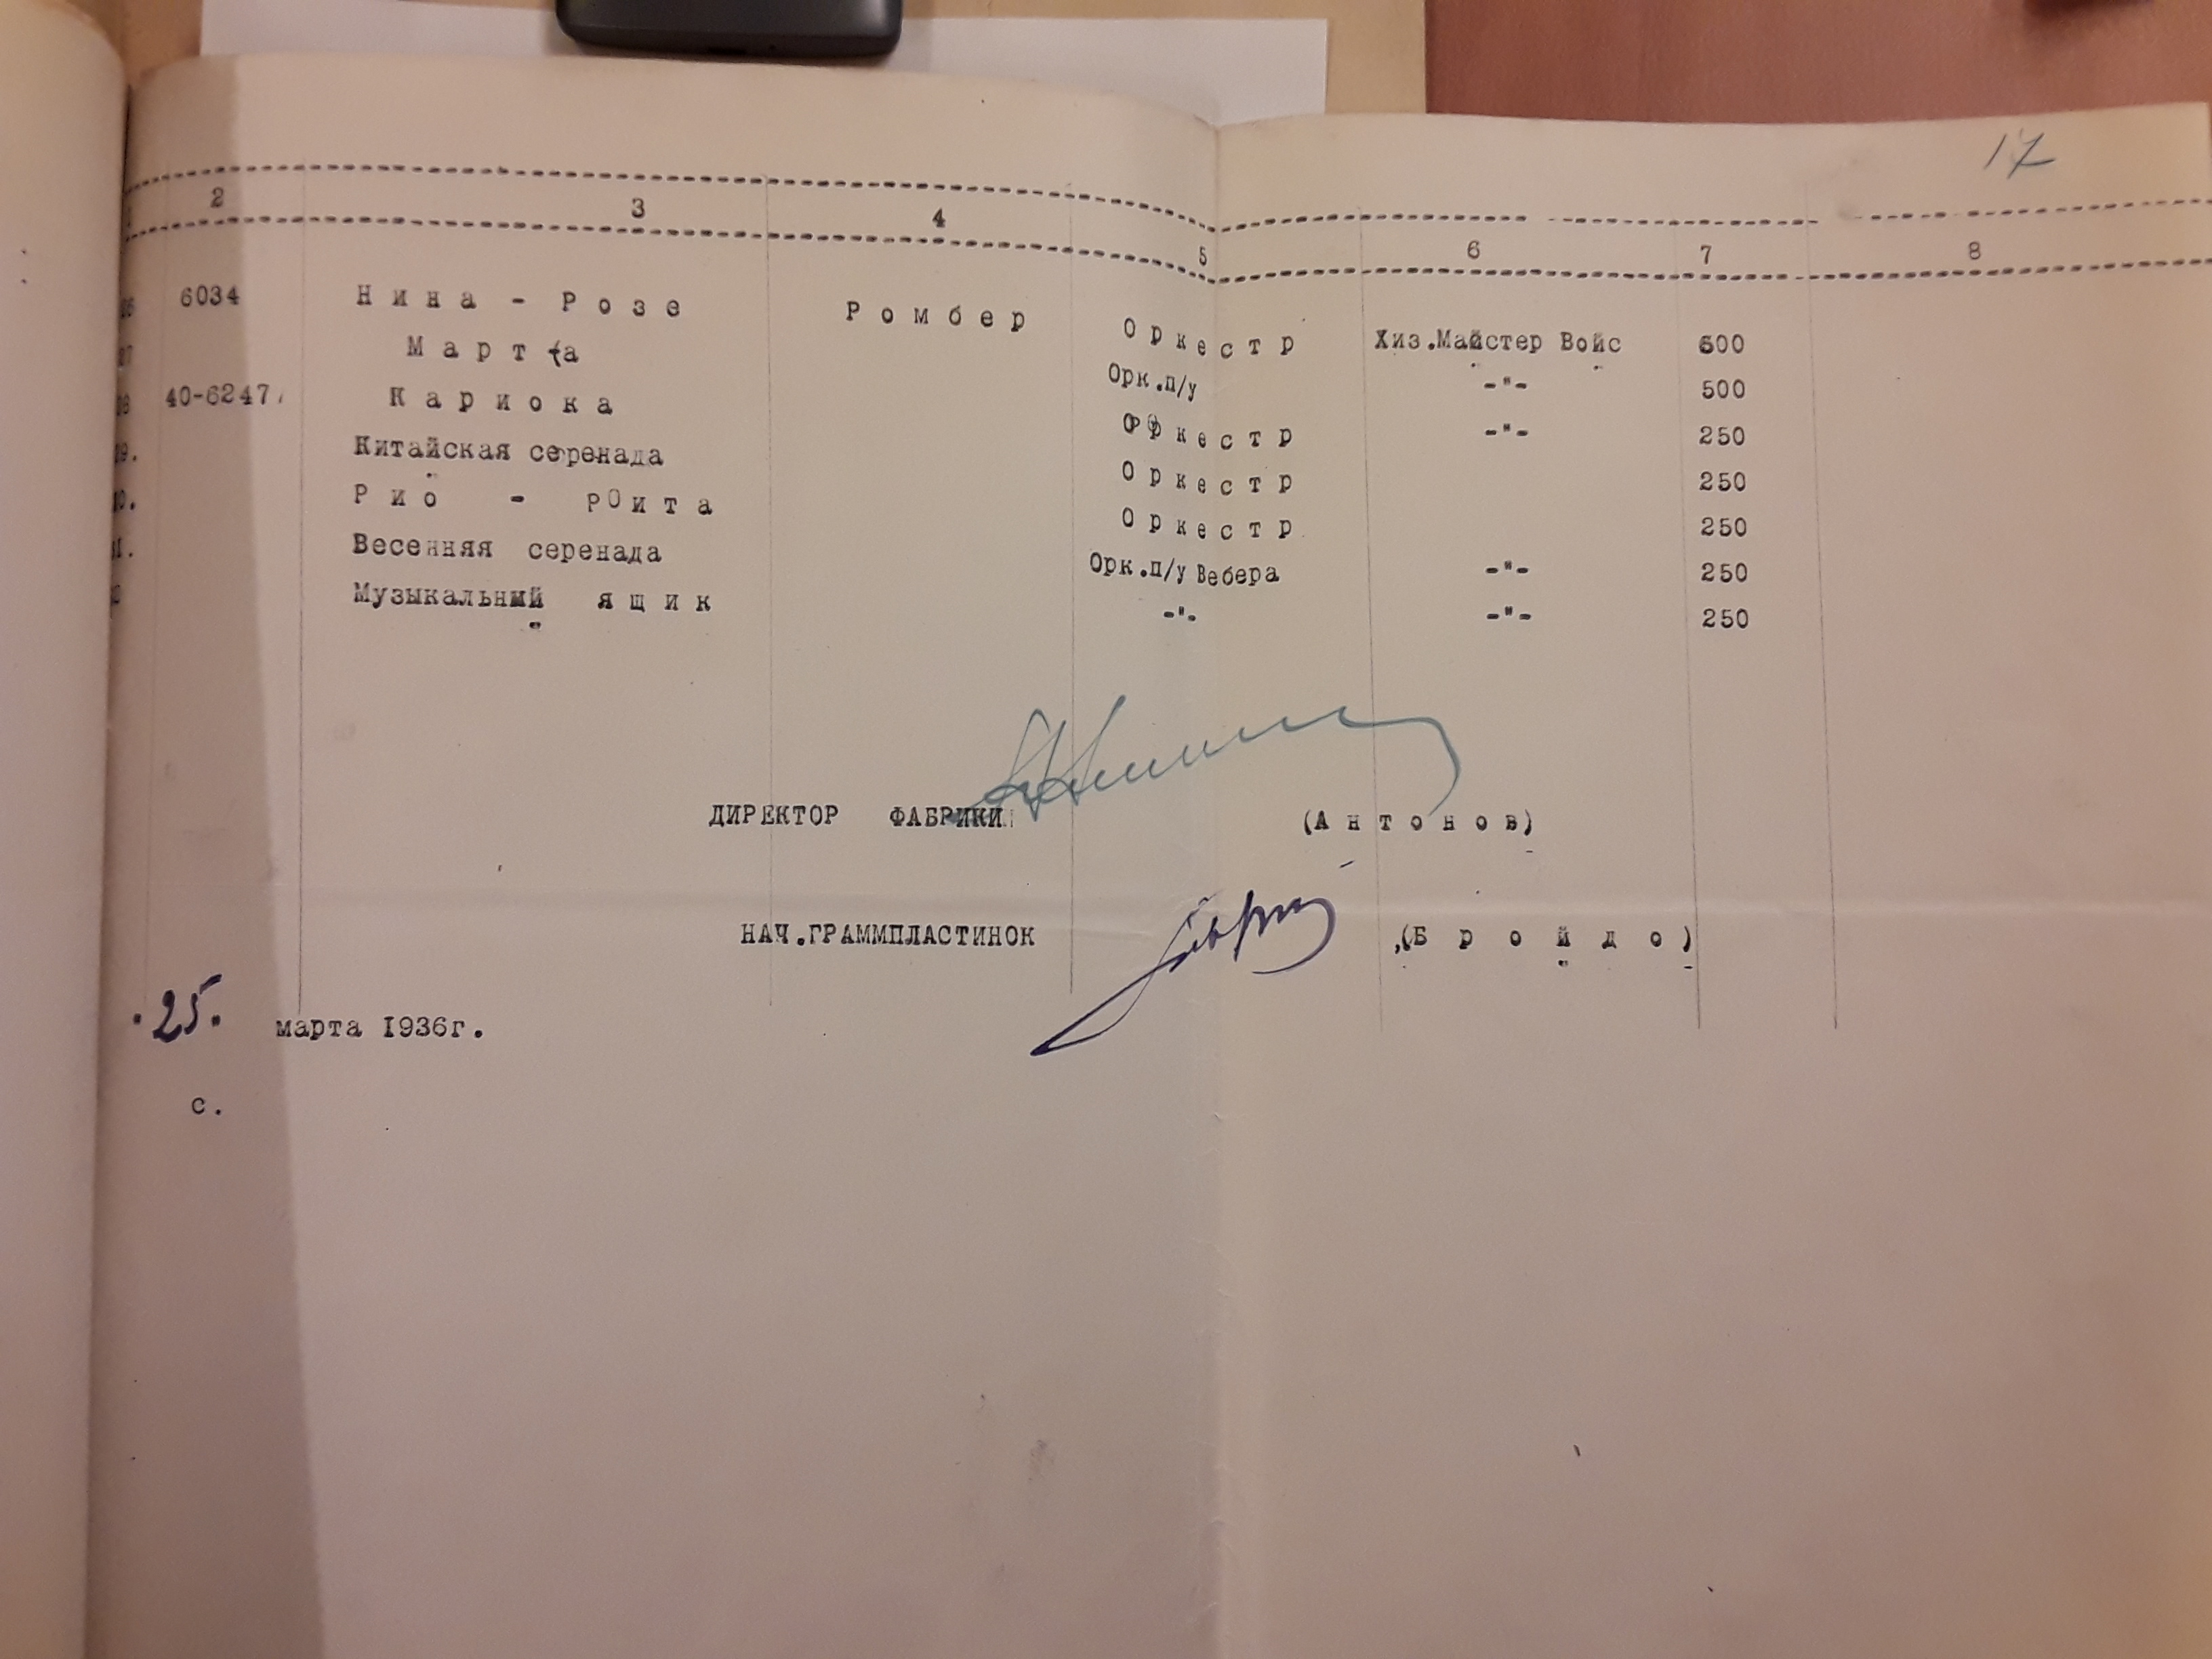 17
2 3 4 5 6 7 8
6034 Нина - Розе Ромбер Оркестр Хиз.Майстер Войс 600
Марта Орк.п/у -"- 500
40-6247 Кариока Оркестр -"- 250
Китайская серенада Оркестр 250
Рио - рОита Оркестр 250
Весенняя серенада Орк.п/у Вебера -"- 250
Музыкальный ящик -"- -"- 250
ДИРЕКТОР ФАБРИКИ (Антонов)
НАЧ.ГРАММПЛАСТИНОК (Бройдо)
25. марта 1936г.
с.